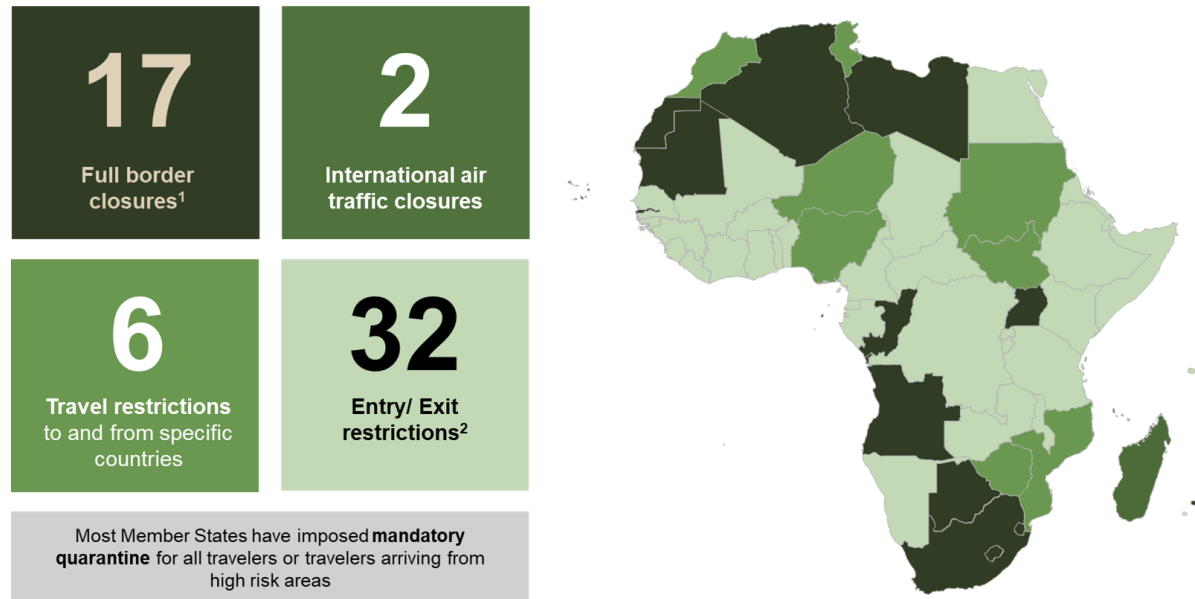 17
Full border
closures¹
2
International air
traffic closures
6
Travel restrictions
to and from specific
countries
32
Entry/ Exit
restrictions²
Most Member States have imposed mandatory
quarantine for all travelers or travelers arriving from
high risk areas